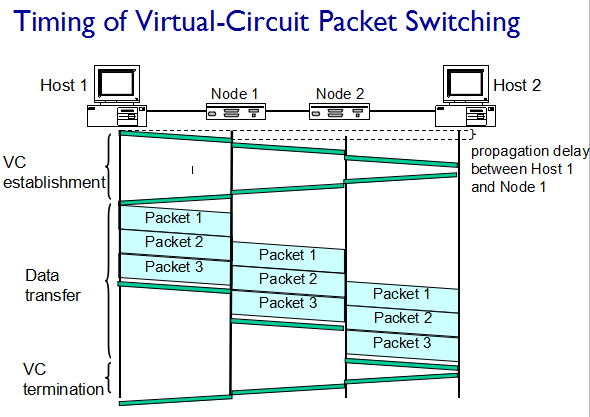 Timing of Virtual-Circuit Packet Switching
Host 1
Node 1
Node 2
Host 2
propagation delay
between Host 1
and Node 1
VC
establishment
Packet 1
Packet 2
Packet 3
Packet 1
Packet 2
Packet 3
Packet 1
Packet 2
Packet 3
Data
transfer
VC
termination